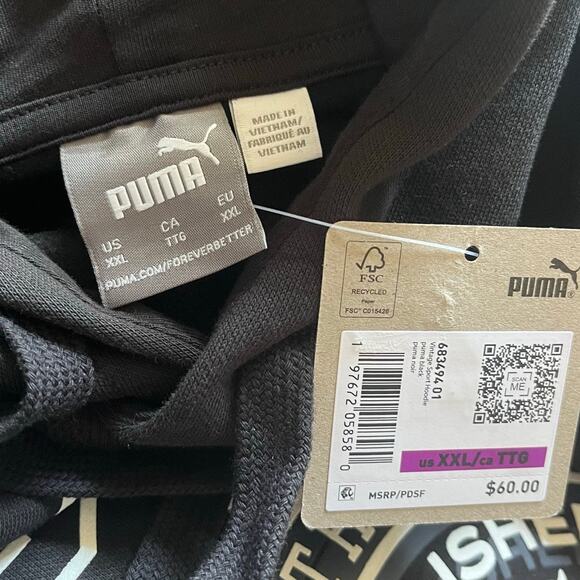 MADE IN
VIETNAM/
FABRIQUÉ AU
VIETNAM
PUMA
US
CA
EU
XXL
TTG
XXL
PUMA.COM/FOREVERBETTER
FSC
RECYCLED
Paper
FSC® C015426
PUMA
683494 01
Vintage Sport Hoodie
puma black
puma noir
SCAN
ME
1 97672 05858 0
us XXL/ca TTG
MSRP/PDSF
$60.00
ISHE